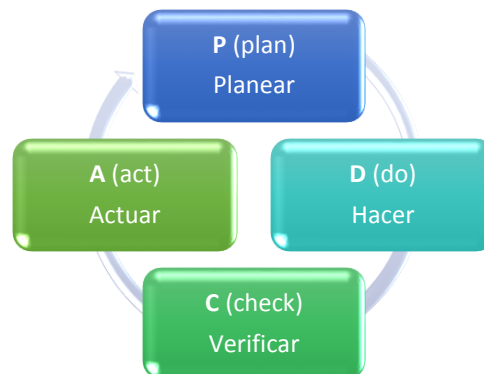 P (plan)
Planear
A (act)
Actuar
D (do)
Hacer
C (check)
Verificar